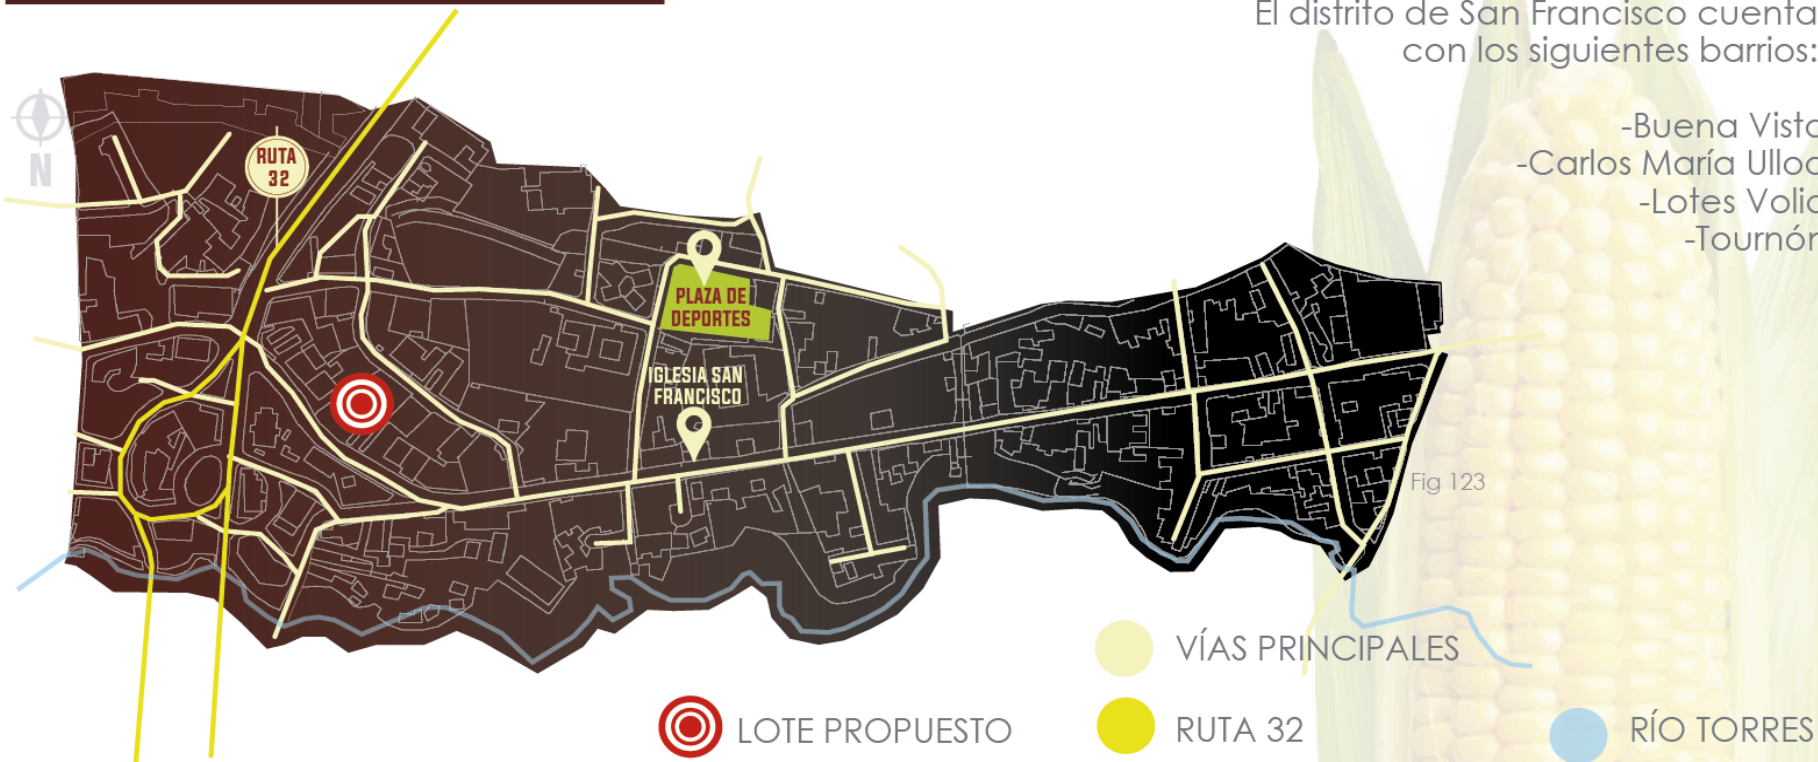 El distrito de San Francisco cuenta
con los siguientes barrios:
-Buena Vista
-Carlos María Ulloa
-Lotes Volio
-Tournón
N
RUTA
32
PLAZA DE
DEPORTES
IGLESIA SAN
FRANCISCO
Fig 123
VÍAS PRINCIPALES
LOTE PROPUESTO
RUTA 32
RÍO TORRES